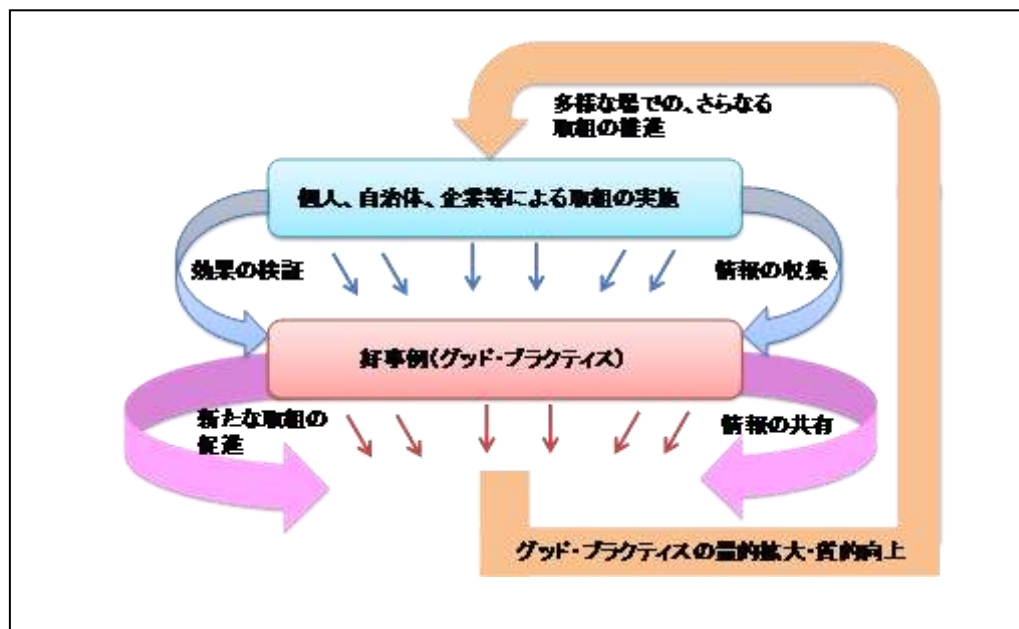 多様な場での、さらなる
取組の推進
個人、自治体、企業等による取組の実施
効果の検証
情報の収集
好事例(グッド・プラクティス)
新たな取組の
促進
情報の共有
グッド・プラクティスの量的拡大・質的向上